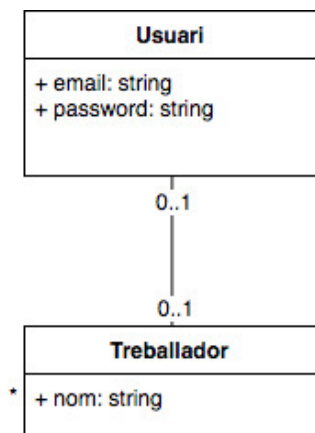 Usuari
+ email: string
+ password: string
0..1
0..1
Treballador
* + nom: string